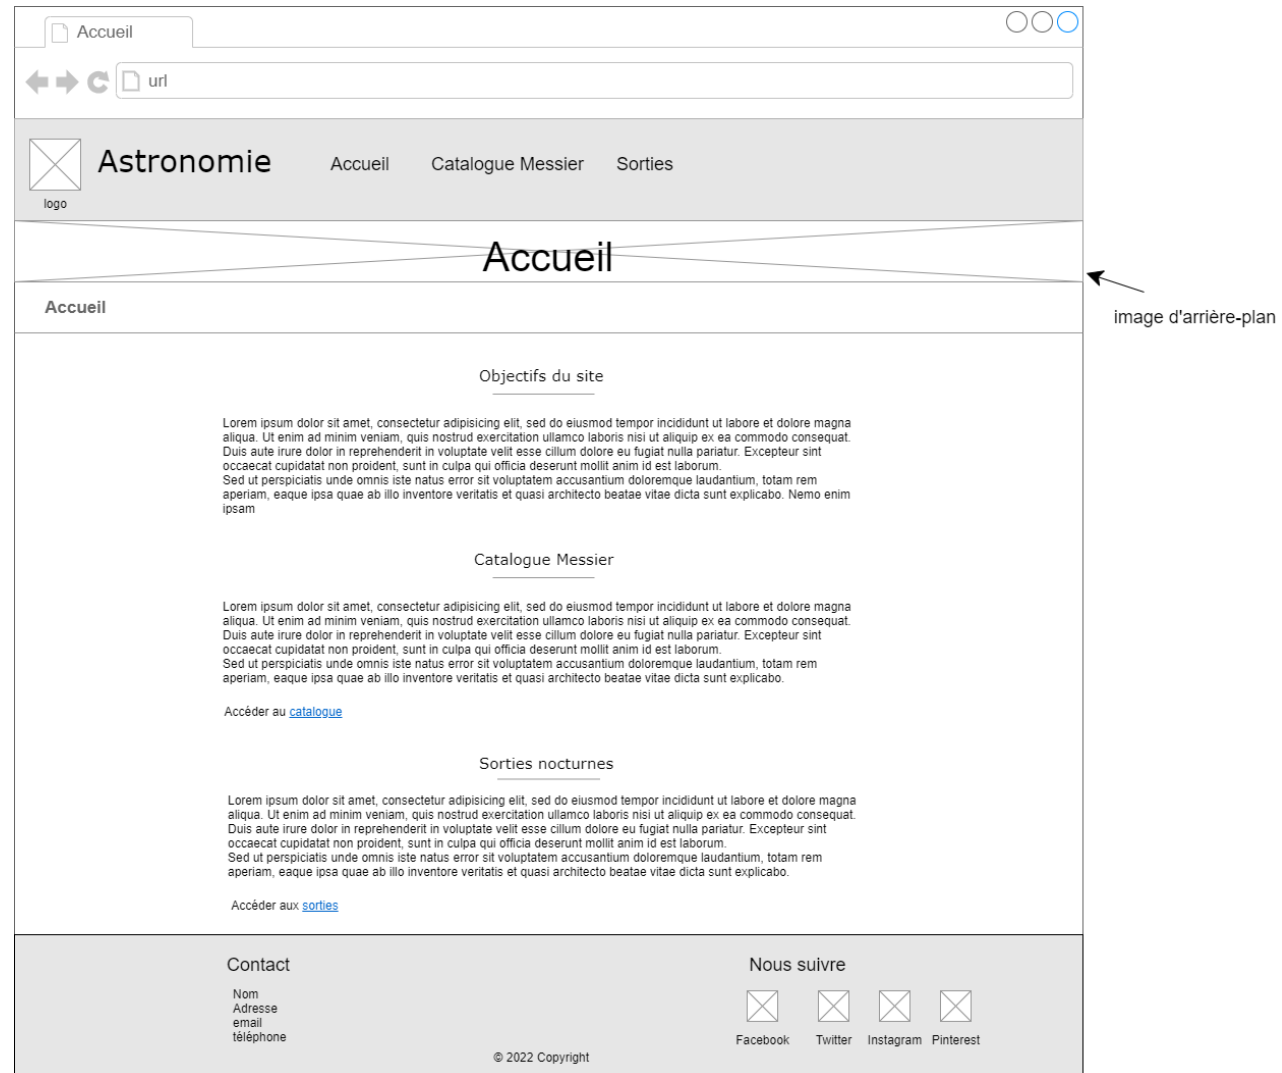 Accueil
url
Astronomie
Accueil Catalogue Messier Sorties
logo
Accueil
Accueil
image d'arrière-plan
Objectifs du site
Lorem ipsum dolor sit amet, consectetur adipisicing elit, sed do eiusmod tempor incididunt ut labore et dolore magna
aliqua. Ut enim ad minim veniam, quis nostrud exercitation ullamco laboris nisi ut aliquip ex ea commodo consequat.
Duis aute irure dolor in reprehenderit in voluptate velit esse cillum dolore eu fugiat nulla pariatur. Excepteur sint
occaecat cupidatat non proident, sunt in culpa qui officia deserunt mollit anim id est laborum.
Sed ut perspiciatis unde omnis iste natus error sit voluptatem accusantium doloremque laudantium, totam rem
aperiam, eaque ipsa quae ab illo inventore veritatis et quasi architecto beatae vitae dicta sunt explicabo. Nemo enim
ipsam
Catalogue Messier
Lorem ipsum dolor sit amet, consectetur adipisicing elit, sed do eiusmod tempor incididunt ut labore et dolore magna
aliqua. Ut enim ad minim veniam, quis nostrud exercitation ullamco laboris nisi ut aliquip ex ea commodo consequat.
Duis aute irure dolor in reprehenderit in voluptate velit esse cillum dolore eu fugiat nulla pariatur. Excepteur sint
occaecat cupidatat non proident, sunt in culpa qui officia deserunt mollit anim id est laborum.
Sed ut perspiciatis unde omnis iste natus error sit voluptatem accusantium doloremque laudantium, totam rem
aperiam, eaque ipsa quae ab illo inventore veritatis et quasi architecto beatae vitae dicta sunt explicabo.
Accéder au catalogue
Sorties nocturnes
Lorem ipsum dolor sit amet, consectetur adipisicing elit, sed do eiusmod tempor incididunt ut labore et dolore magna
aliqua. Ut enim ad minim veniam, quis nostrud exercitation ullamco laboris nisi ut aliquip ex ea commodo consequat.
Duis aute irure dolor in reprehenderit in voluptate velit esse cillum dolore eu fugiat nulla pariatur. Excepteur sint
occaecat cupidatat non proident, sunt in culpa qui officia deserunt mollit anim id est laborum.
Sed ut perspiciatis unde omnis iste natus error sit voluptatem accusantium doloremque laudantium, totam rem
aperiam, eaque ipsa quae ab illo inventore veritatis et quasi architecto beatae vitae dicta sunt explicabo.
Accéder aux sorties
Contact
Nom
Adresse
email
téléphone
Nous suivre
Facebook Twitter Instagram Pinterest
© 2022 Copyright